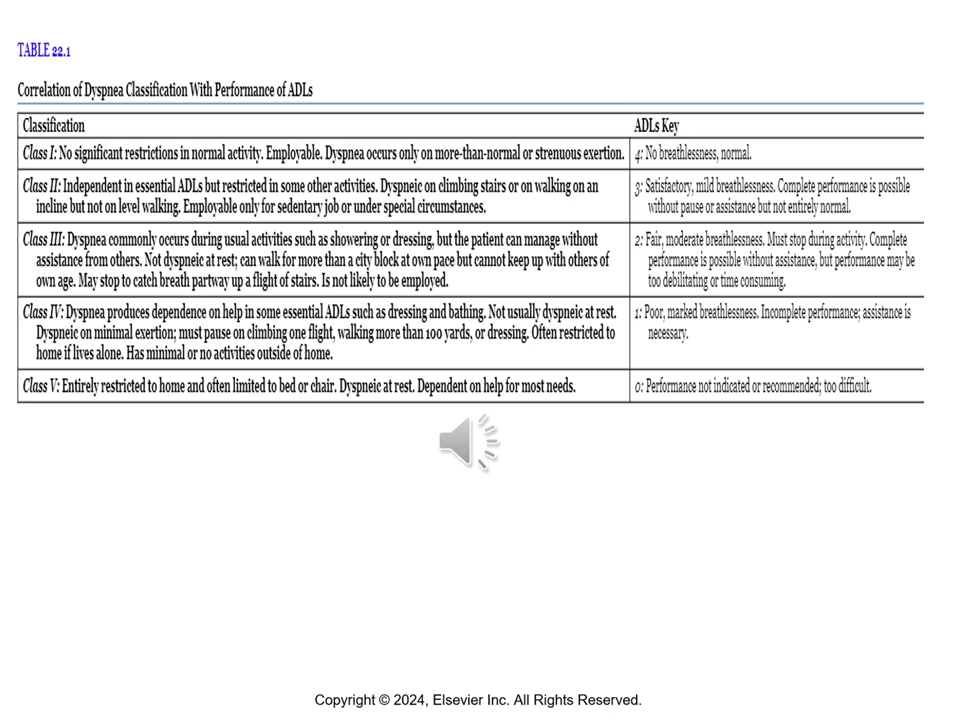 TABLE 22.1
Correlation of Dyspnea Classification With Performance of ADLs
Classification
ADLs Key
Class I: No significant restrictions in normal activity. Employable. Dyspnea occurs only on more-than-normal or strenuous exertion.
4: No breathlessness, normal.
Class II: Independent in essential ADLs but restricted in some other activities. Dyspneic on climbing stairs or on walking on an
incline but not on level walking. Employable only for sedentary job or under special circumstances.
3: Satisfactory, mild breathlessness. Complete performance is possible
without pause or assistance but not entirely normal.
Class III: Dyspnea commonly occurs during usual activities such as showering or dressing, but the patient can manage without
assistance from others. Not dyspneic at rest; can walk for more than a city block at own pace but cannot keep up with others of
own age. May stop to catch breath partway up a flight of stairs. Is not likely to be employed.
2: Fair, moderate breathlessness. Must stop during activity. Complete
performance is possible without assistance, but performance may be
too debilitating or time consuming.
Class IV: Dyspnea produces dependence on help in some essential ADLs such as dressing and bathing. Not usually dyspneic at rest.
Dyspneic on minimal exertion; must pause on climbing one flight, walking more than 100 yards, or dressing. Often restricted to
home if lives alone. Has minimal or no activities outside of home.
1: Poor, marked breathlessness. Incomplete performance; assistance is
necessary.
Class V: Entirely restricted to home and often limited to bed or chair. Dyspneic at rest. Dependent on help for most needs.
0: Performance not indicated or recommended; too difficult.
Copyright © 2024, Elsevier Inc. All Rights Reserved.